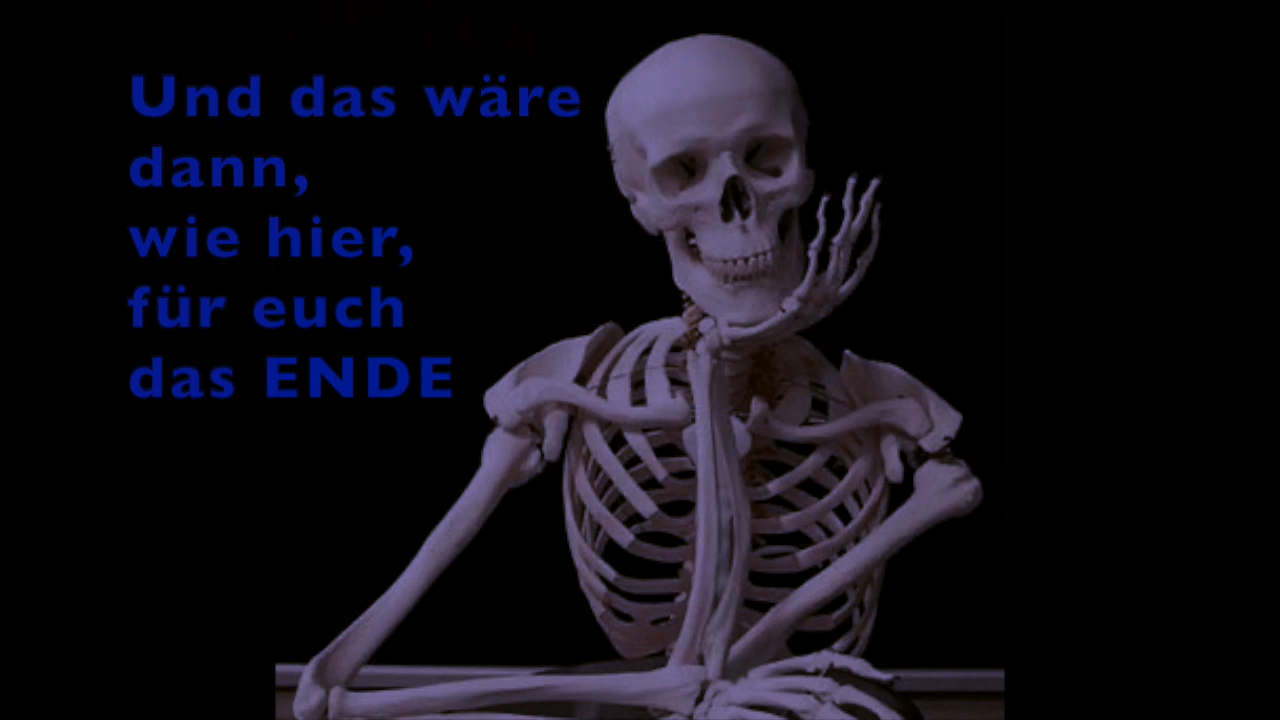 Und das wäre
dann,
wie hier,
für euch
das ENDE